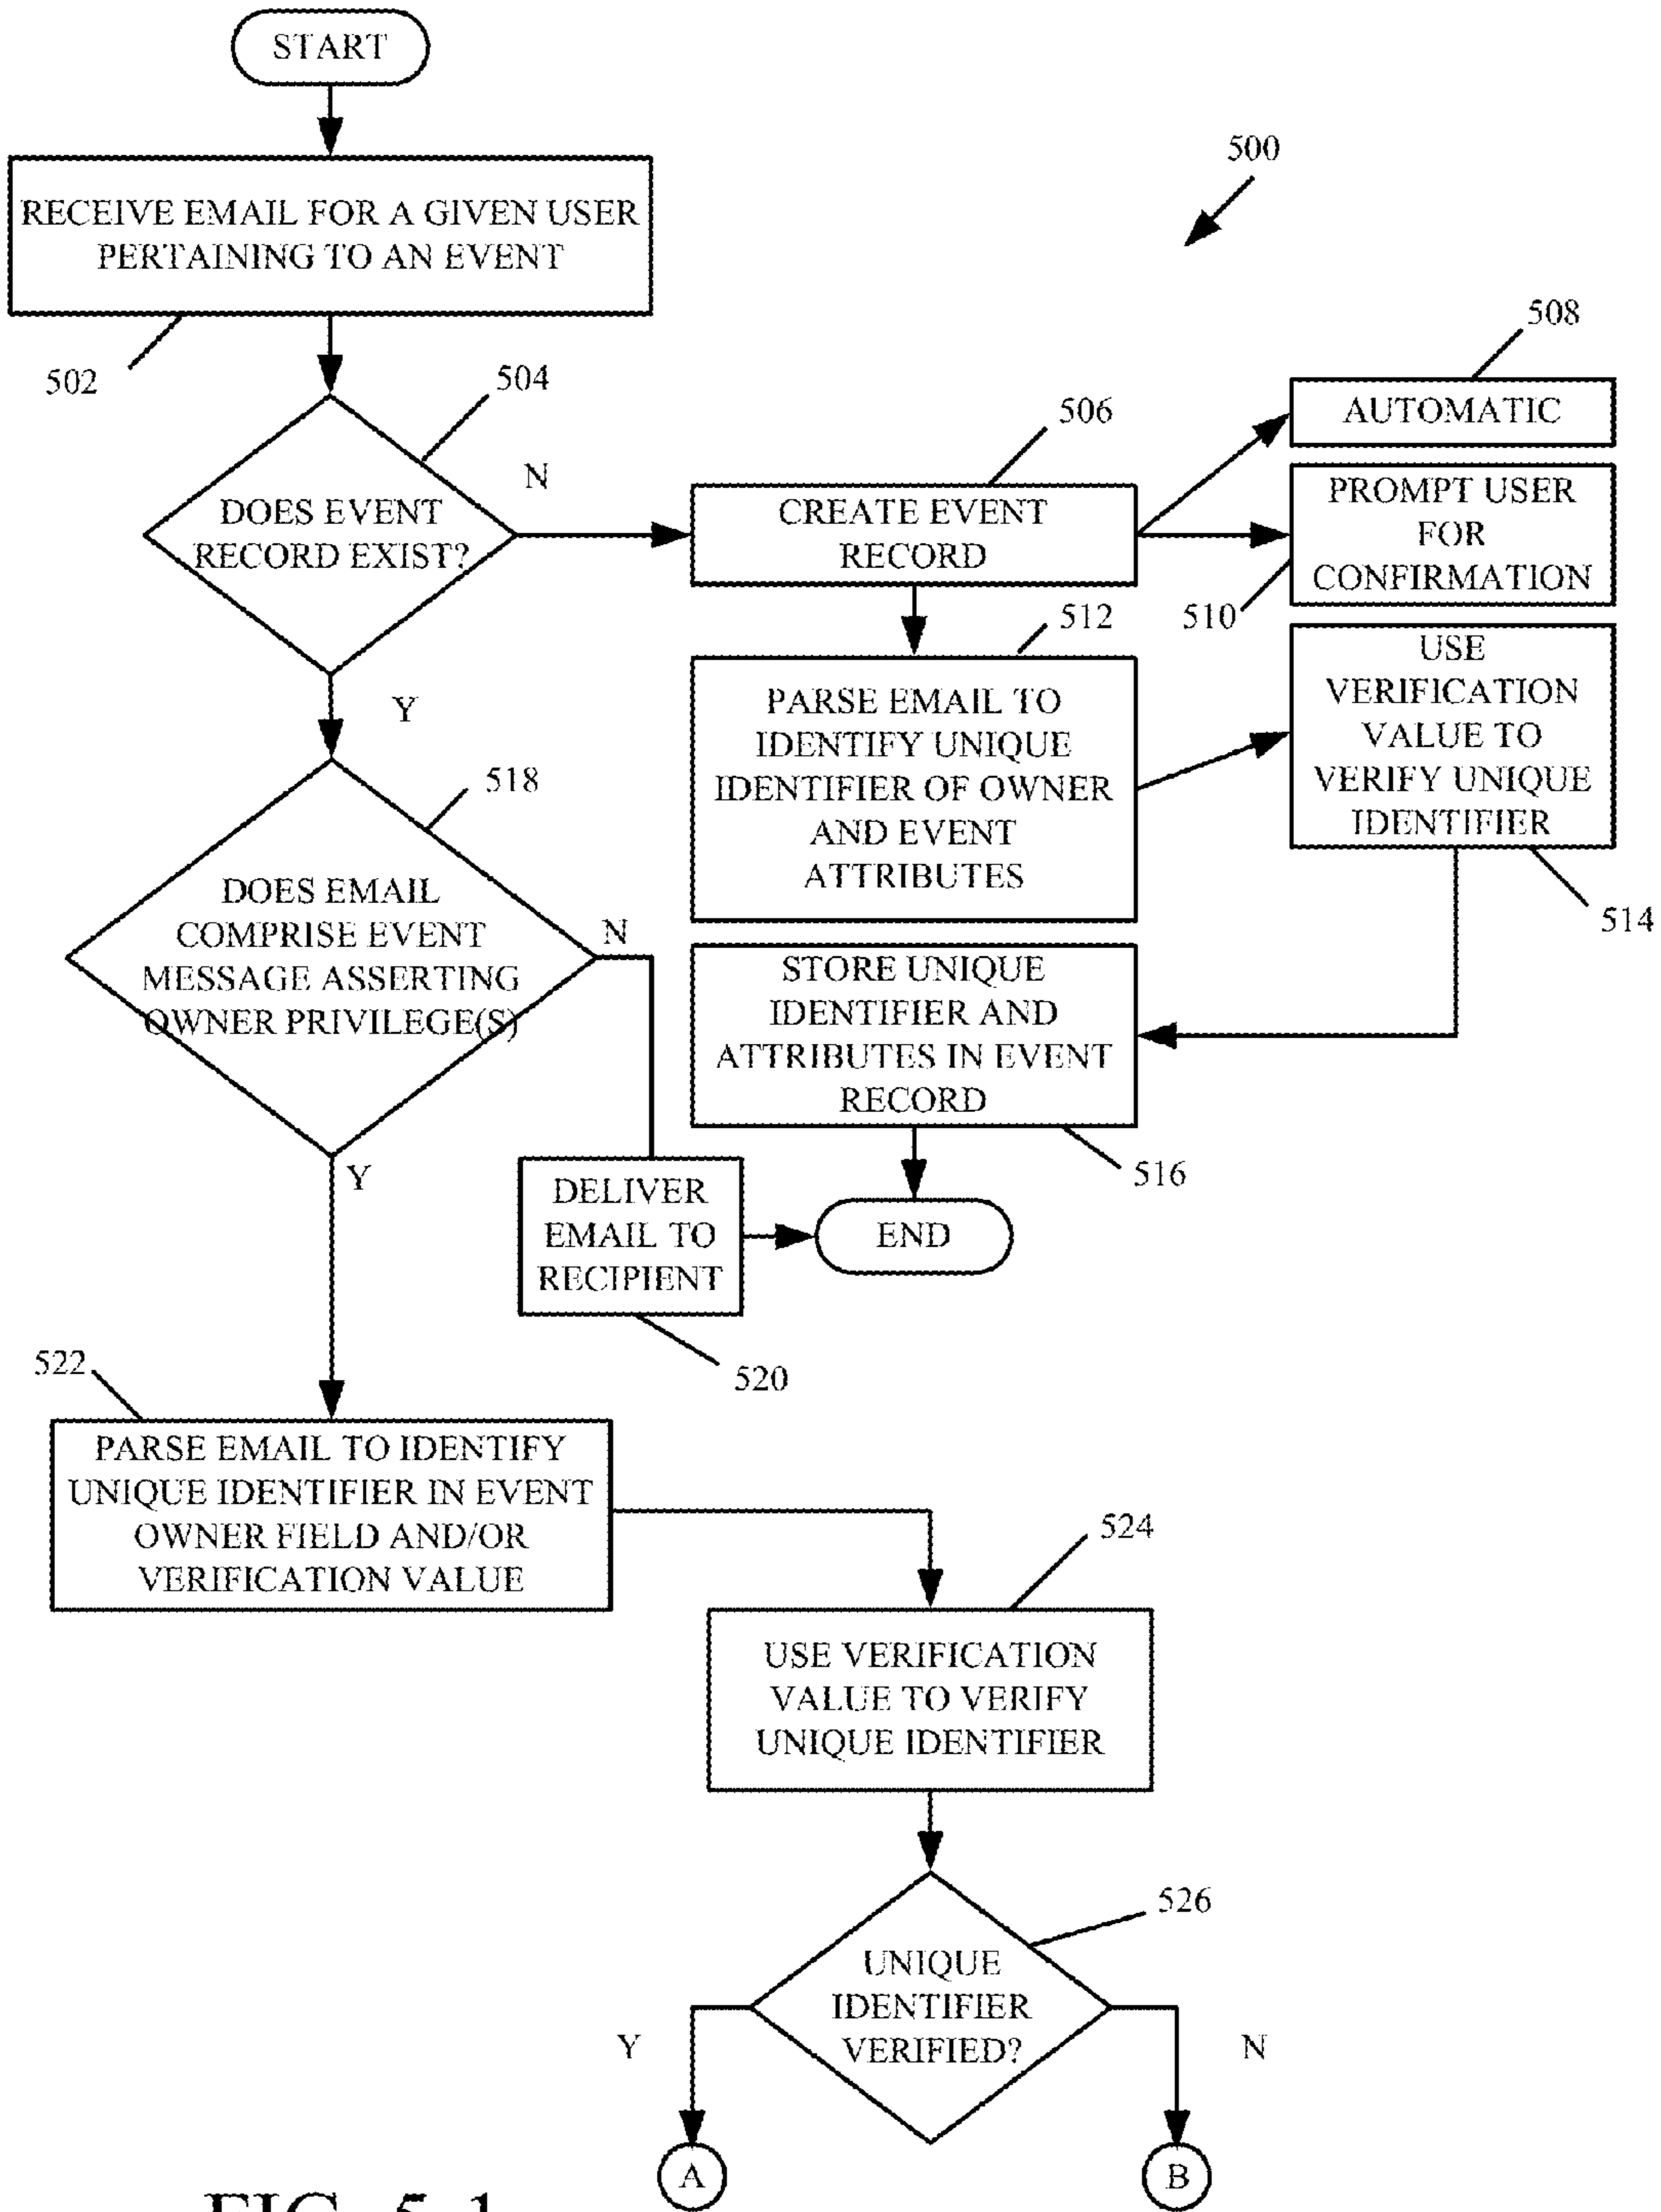 START
500
RECEIVE EMAIL FOR A GIVEN USER
PERTAINING TO AN EVENT
502
504
DOES EVENT
RECORD EXIST?
N
Y
506
CREATE EVENT
RECORD
508
AUTOMATIC
PROMPT USER
FOR
CONFIRMATION
510
512
PARSE EMAIL TO
IDENTIFY UNIQUE
IDENTIFIER OF OWNER
AND EVENT
ATTRIBUTES
USE
VERIFICATION
VALUE TO
VERIFY UNIQUE
IDENTIFIER
514
STORE UNIQUE
IDENTIFIER AND
ATTRIBUTES IN EVENT
RECORD
516
518
DOES EMAIL
COMPRISE EVENT
MESSAGE ASSERTING
OWNER PRIVILEGE(S)
N
Y
DELIVER
EMAIL TO
RECIPIENT
520
END
522
PARSE EMAIL TO IDENTIFY
UNIQUE IDENTIFIER IN EVENT
OWNER FIELD AND/OR
VERIFICATION VALUE
524
USE VERIFICATION
VALUE TO VERIFY
UNIQUE IDENTIFIER
526
UNIQUE
IDENTIFIER
VERIFIED?
Y
N
A
B
FIG. 5-1